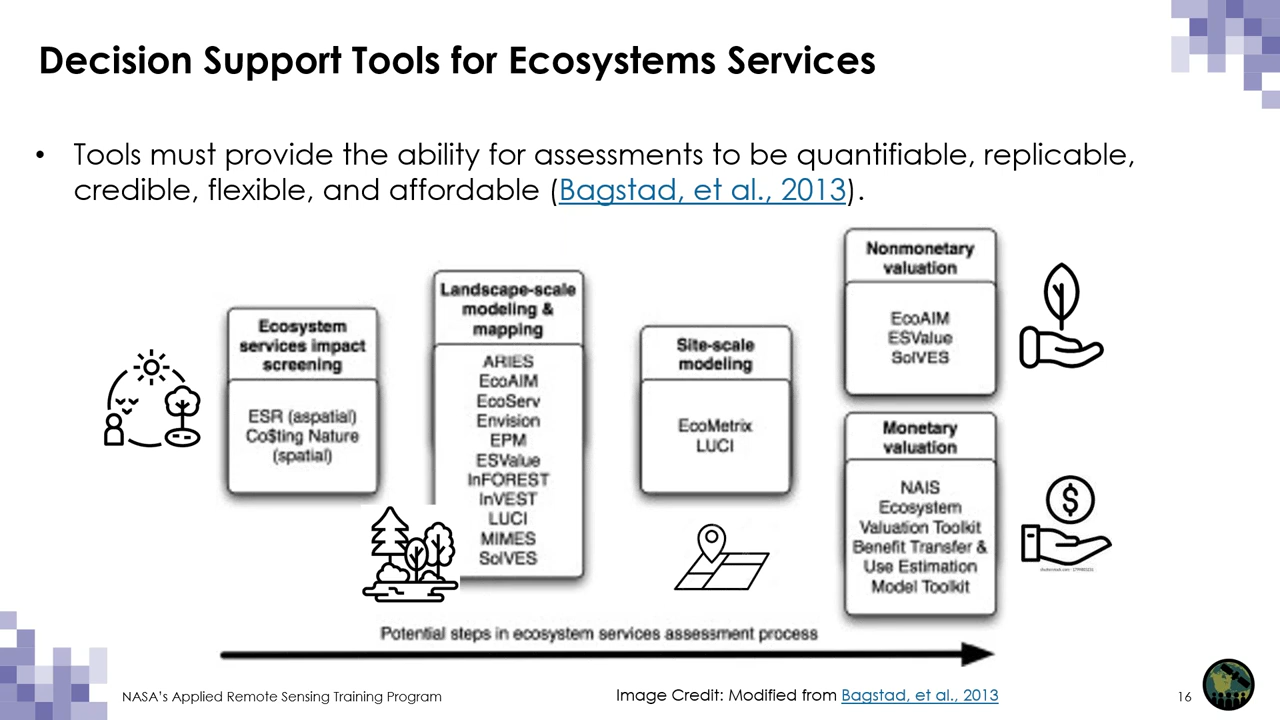 Decision Support Tools for Ecosystems Services
• Tools must provide the ability for assessments to be quantifiable, replicable,
credible, flexible, and affordable (Bagstad, et al., 2013).
Ecosystem
services impact
screening
ESR (aspatial)
Co$ting Nature
(spatial)
Landscape-scale
modeling &
mapping
ARIES
EcoAIM
EcoServ
Envision
EPM
ESValue
InFOREST
InVEST
LUCI
MIMES
SolVES
Site-scale
modeling
EcoMetrix
LUCI
Nonmonetary
valuation
EcoAIM
ESValue
SolVES
Monetary
valuation
NAIS
Ecosystem
Valuation Toolkit
Benefit Transfer &
Use Estimation
Model Toolkit
$
Potential steps in ecosystem services assessment process
NASA's Applied Remote Sensing Training Program
Image Credit: Modified from Bagstad, et al., 2013
16